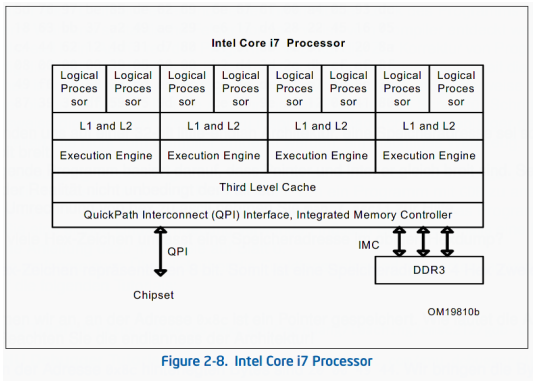 Intel Core i7 Processor
Logical Logical Logical Logical Logical Logical Logical Logical
Proces Proces Proces Proces Proces Proces Proces Proces
sor sor sor sor sor sor sor sor
L1 and L2 L1 and L2 L1 and L2 L1 and L2
Execution Engine Execution Engine Execution Engine Execution Engine
Third Level Cache
QuickPath Interconnect (QPI) Interface, Integrated Memory Controller
QPI IMC
DDR3
Chipset
OM19810b
Figure 2-8. Intel Core i7 Processor